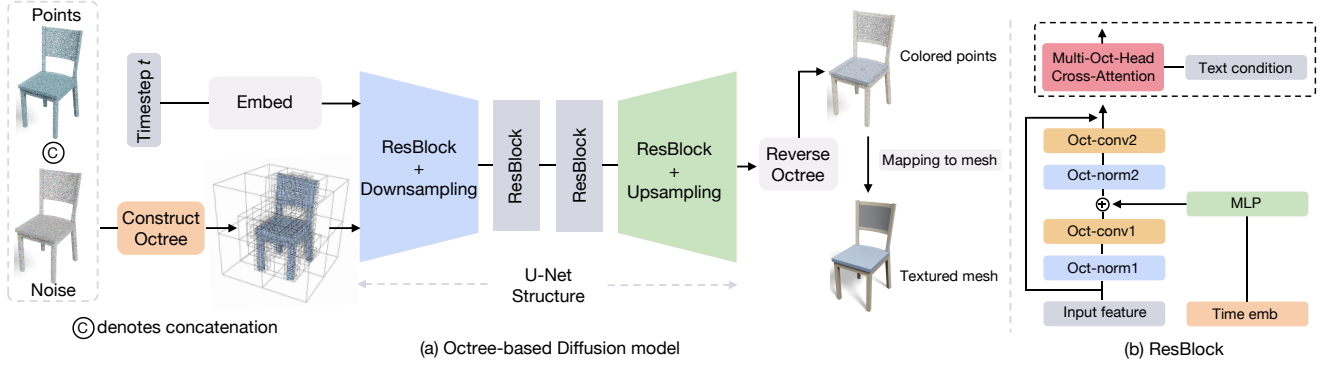 Points
C
Noise
Timestep t
Embed
Construct
Octree
ResBlock
+
Downsampling
ResBlock
ResBlock
ResBlock
+
Upsampling
U-Net
Structure
Reverse
Octree
Colored points
Mapping to mesh
Textured mesh
C denotes concatenation
(a) Octree-based Diffusion model
Multi-Oct-Head
Cross-Attention
Text condition
Oct-conv2
Oct-norm2
MLP
Oct-conv1
Oct-norm1
Input feature
Time emb
(b) ResBlock